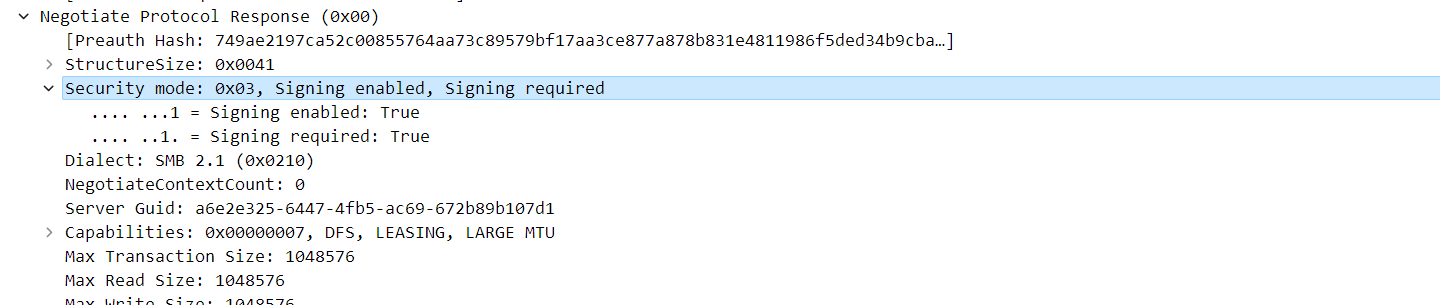 Negotiate Protocol Response (0x00)
[Preauth Hash: 749ae2197ca52c00855764aa73c89579bf17aa3ce877a878b831e4811986f5ded34b9cba…]
StructureSize: 0x0041
Security mode: 0x03, Signing enabled, Signing required
.... ...1 = Signing enabled: True
.... ..1. = Signing required: True
Dialect: SMB 2.1 (0x0210)
NegotiateContextCount: 0
Server Guid: a6e2e325-6447-4fb5-ac69-672b89b107d1
Capabilities: 0x00000007, DFS, LEASING, LARGE MTU
Max Transaction Size: 1048576
Max Read Size: 1048576
Max Write Size: 1048576